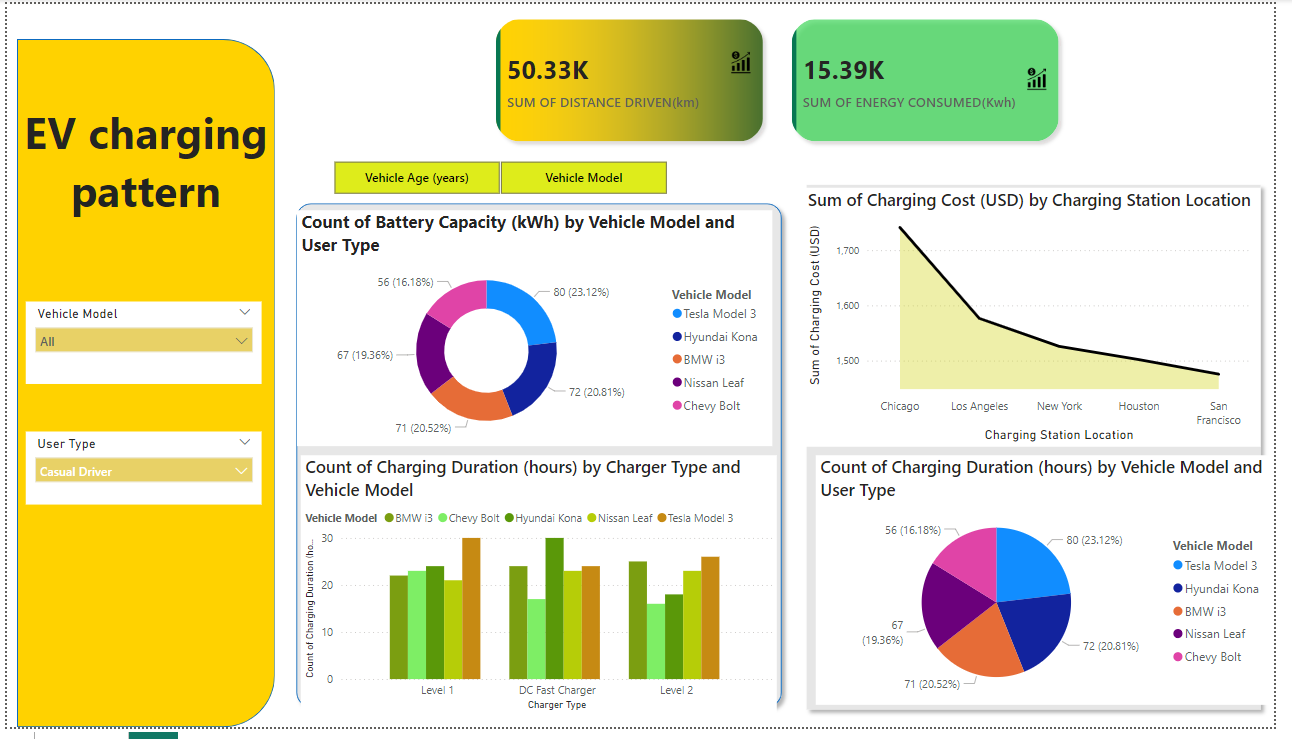 EV charging
pattern
Vehicle Model
All
User Type
Casual Driver
50.33K
SUM OF DISTANCE DRIVEN(km)
15.39K
SUM OF ENERGY CONSUMED(Kwh)
Vehicle Age (years)
Vehicle Model
Count of Battery Capacity (kWh) by Vehicle Model and
User Type
56 (16.18%)
80 (23.12%)
67 (19.36%)
72 (20.81%)
71 (20.52%)
Vehicle Model
Tesla Model 3
Hyundai Kona
BMW i3
Nissan Leaf
Chevy Bolt
Sum of Charging Cost (USD) by Charging Station Location
Sum of Charging Cost (USD)
1,700
1,600
1,500
Chicago
Los Angeles
New York
Houston
San
Francisco
Charging Station Location
Count of Charging Duration (hours) by Charger Type and
Vehicle Model
Vehicle Model BMW i3 Chevy Bolt Hyundai Kona Nissan Leaf Tesla Model 3
Count of Charging Duration (ho...
30
20
10
0
Level 1
DC Fast Charger
Level 2
Charger Type
Count of Charging Duration (hours) by Vehicle Model and
User Type
56 (16.18%)
80 (23.12%)
67
(19.36%)
72 (20.81%)
71 (20.52%)
Vehicle Model
Tesla Model 3
Hyundai Kona
BMW i3
Nissan Leaf
Chevy Bolt